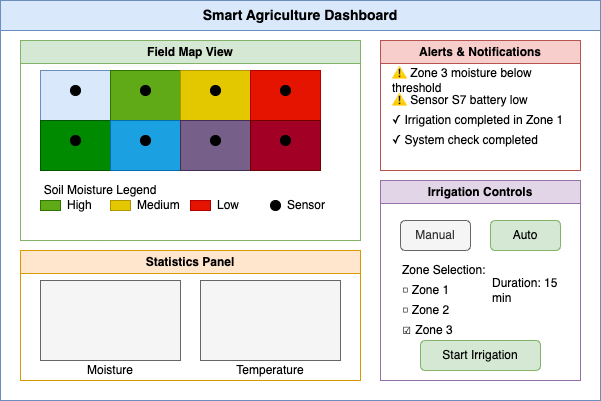 Smart Agriculture Dashboard
Field Map View
Soil Moisture Legend
High
Medium
Low
Sensor
Statistics Panel
Moisture
Temperature
Alerts & Notifications
⚠️ Zone 3 moisture below
threshold
⚠️ Sensor S7 battery low
✓ Irrigation completed in Zone 1
✓ System check completed
Irrigation Controls
Manual
Auto
Zone Selection:
□ Zone 1
□ Zone 2
☑ Zone 3
Duration: 15
min
Start Irrigation